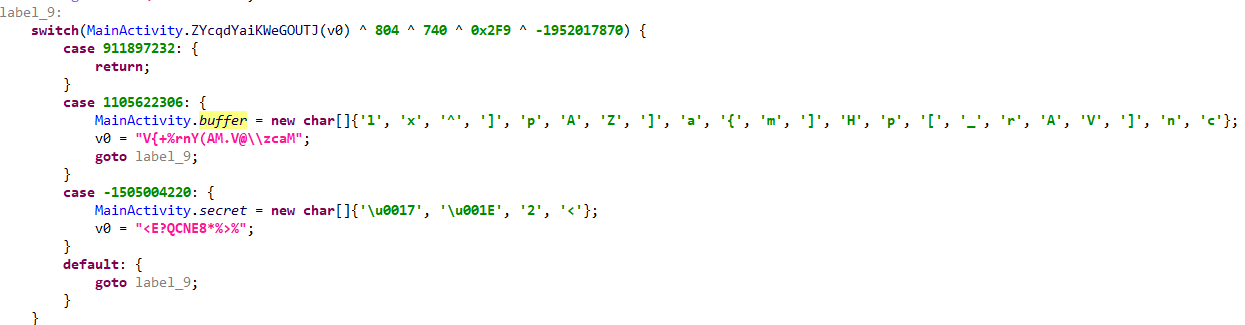 label_9:
switch(MainActivity.ZYcqdYaiKWeGOUTJ(v0) ^ 804 ^ 740 ^ 0x2F9 ^ -1952017870) {
case 911897232: {
return;
}
case 1105622306: {
MainActivity.buffer = new char[]{'l', 'x', '^', ']', 'p', 'A', 'Z', ']', 'a', '{', 'm', ']', 'H', 'p', '[', '_', 'r', 'A', 'V', ']', 'n', 'c'};
v0 = "V{+%rnY(AM.V@\\zcaM";
goto label_9;
}
case -1505004220: {
MainActivity.secret = new char[]{'\u0017', '\u001E', '2', '<'};
v0 = "<E?QCNE8*%>%";
}
default: {
goto label_9;
}
}